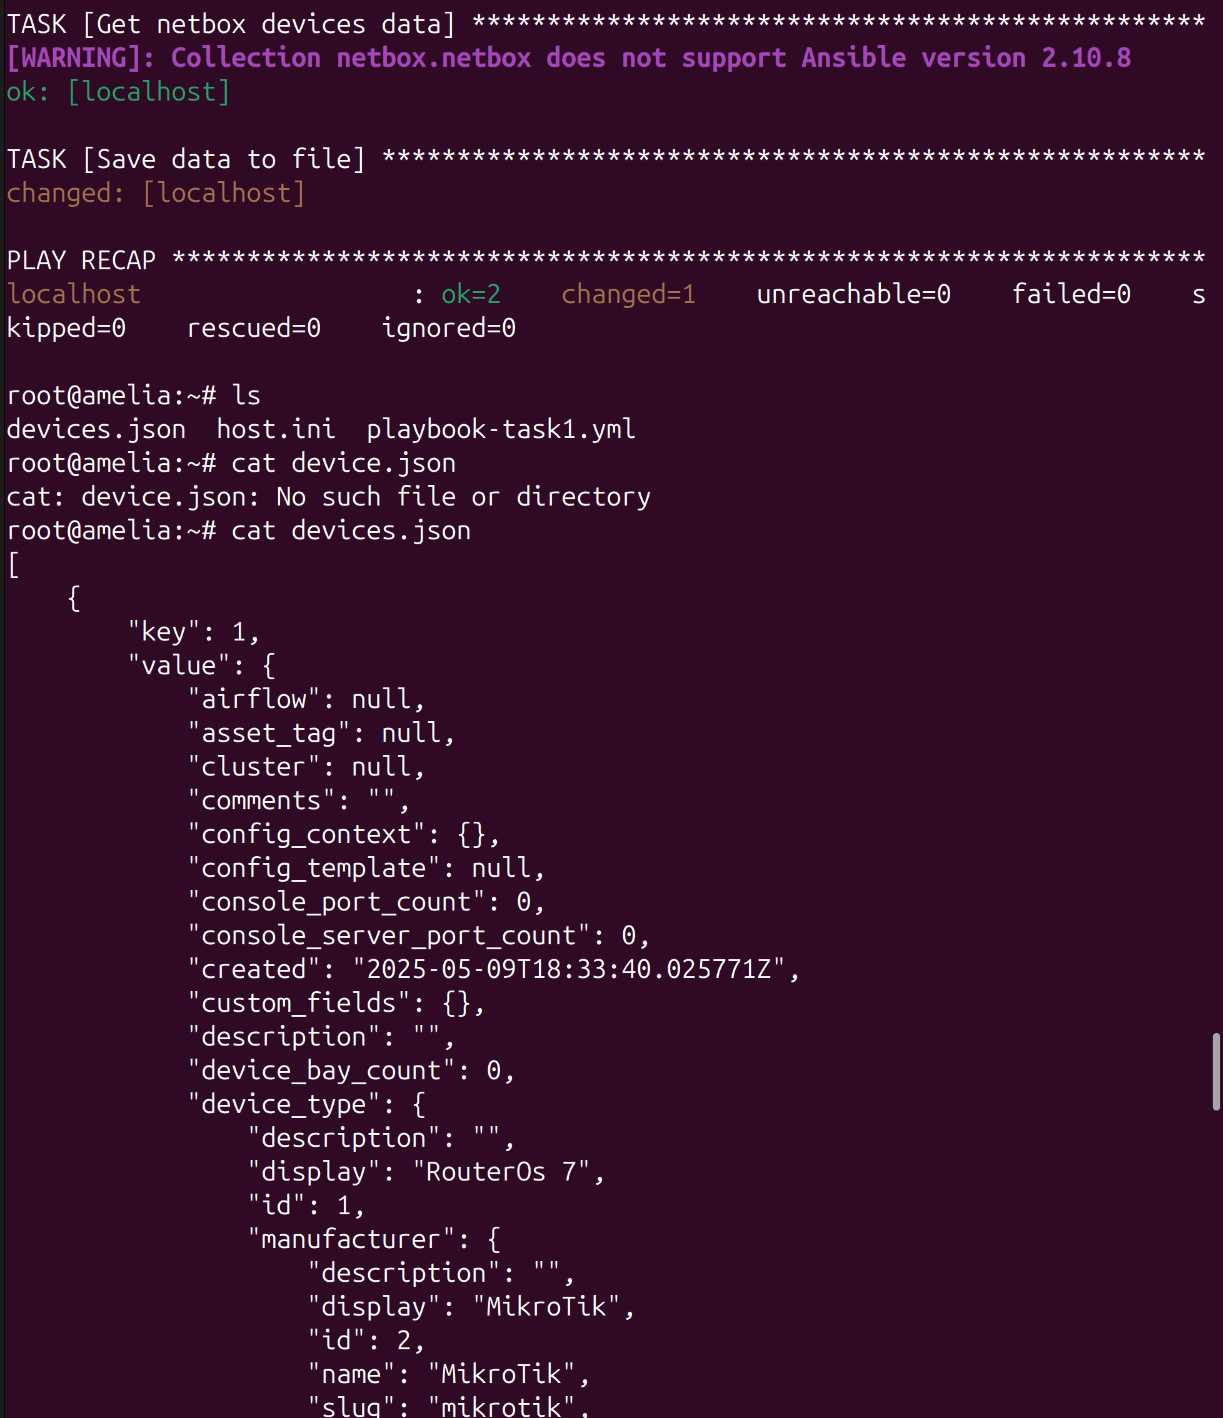 TASK [Get netbox devices data] *************************************************
[WARNING]: Collection netbox.netbox does not support Ansible version 2.10.8
ok: [localhost]
TASK [Save data to file] *******************************************************
changed: [localhost]
PLAY RECAP *********************************************************************
localhost                  : ok=2    changed=1    unreachable=0    failed=0    s
kipped=0    rescued=0    ignored=0
root@amelia:~# ls
devices.json  host.ini  playbook-task1.yml
root@amelia:~# cat device.json
cat: device.json: No such file or directory
root@amelia:~# cat devices.json
[
    {
        "key": 1,
        "value": {
            "airflow": null,
            "asset_tag": null,
            "cluster": null,
            "comments": "",
            "config_context": {},
            "config_template": null,
            "console_port_count": 0,
            "console_server_port_count": 0,
            "created": "2025-05-09T18:33:40.025771Z",
            "custom_fields": {},
            "description": "",
            "device_bay_count": 0,
            "device_type": {
                "description": "",
                "display": "RouterOs 7",
                "id": 1,
                "manufacturer": {
                    "description": "",
                    "display": "MikroTik",
                    "id": 2,
                    "name": "MikroTik",
                    "slug": "mikrotik",